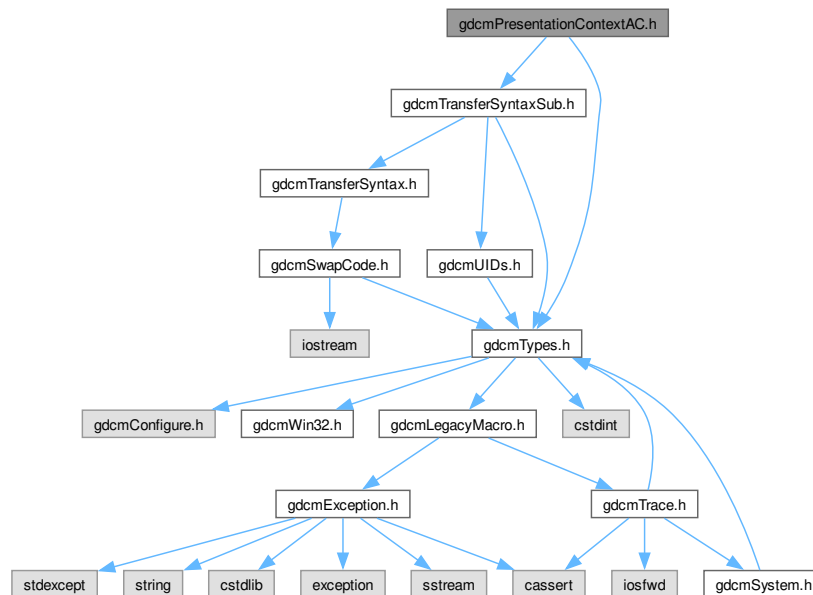 gdcmPresentationContextAC.h
gdcmTransferSyntaxSub.h
gdcmTransferSyntax.h
gdcmSwapCode.h
gdcmUIDs.h
iostream
gdcmTypes.h
gdcmConfigure.h
gdcmWin32.h
gdcmLegacyMacro.h
cstdint
gdcmException.h
gdcmTrace.h
stdexcept
string
cstdlib
exception
sstream
cassert
iosfwd
gdcmSystem.h